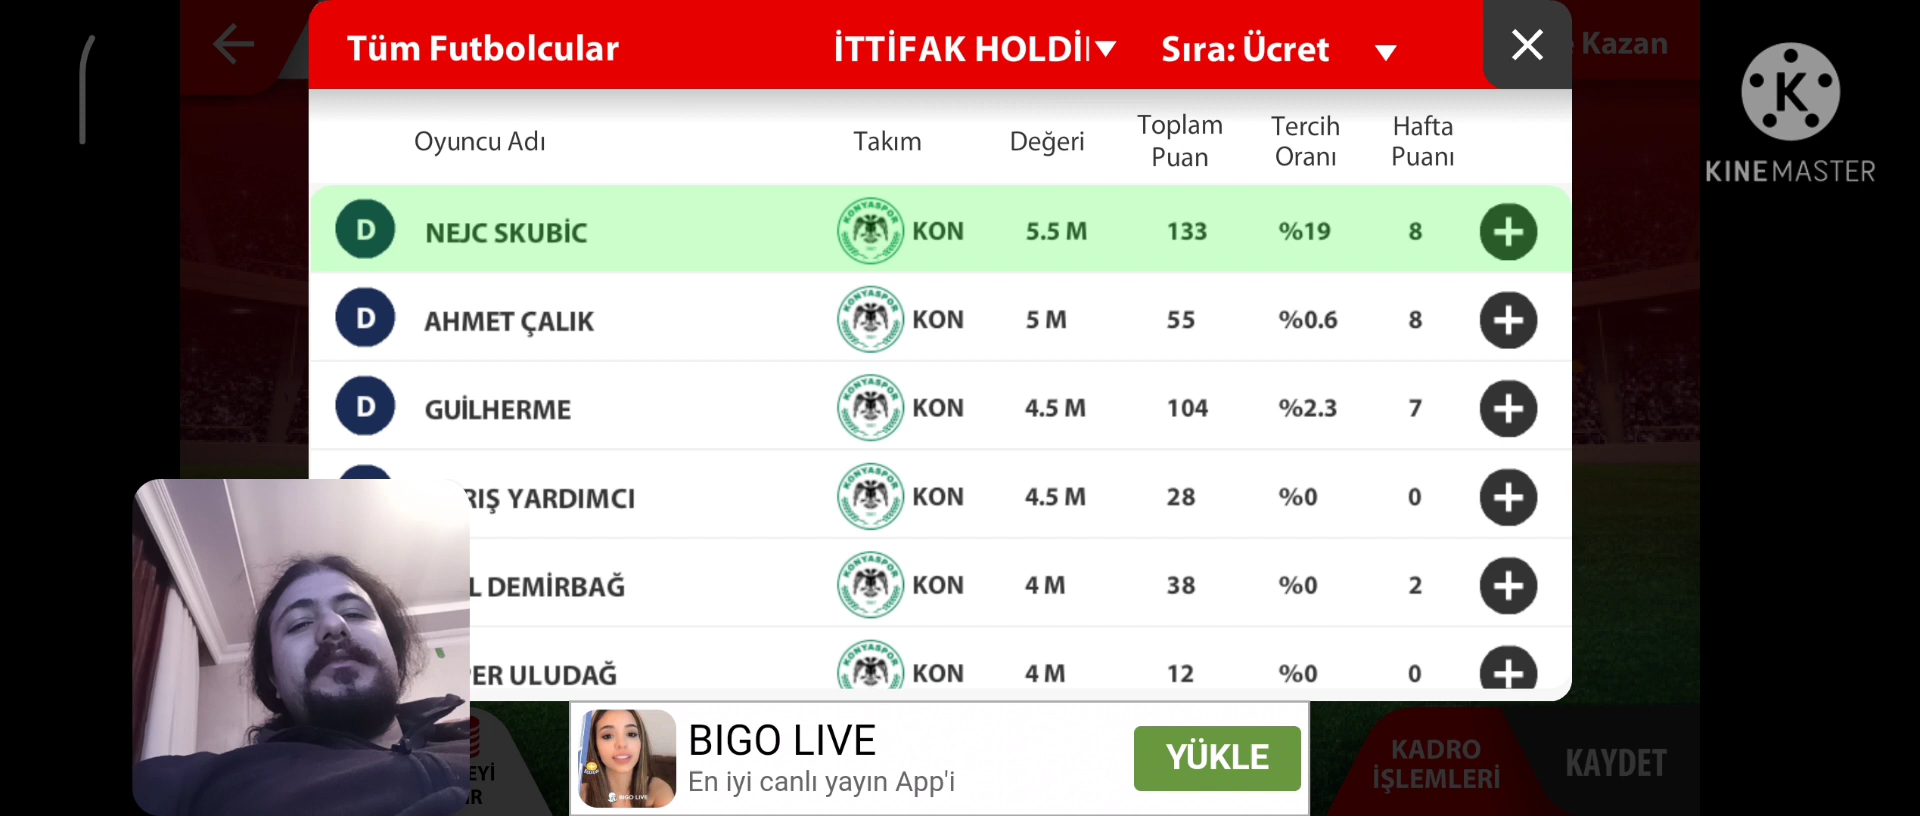 Tüm Futbolcular İTTİFAK HOLDİ Sıra: Ücret
Kazan
KINEMASTER
Oyuncu Adı Takım Değeri Toplam Puan Tercih Oranı Hafta Puanı
D NEJC SKUBİC KON 5.5 M 133 %19 8
D AHMET ÇALIK KON 5 M 55 %0.6 8
D GUİLHERME KON 4.5 M 104 %2.3 7
RIŞ YARDIMCI KON 4.5 M 28 %0 0
L DEMİRBAĞ KON 4 M 38 %0 2
PER ULUDAĞ KON 4 M 12 %0 0
BIGO LIVE
En iyi canlı yayın App'i
YÜKLE
KADRO
İŞLEMLERİ
KAYDET